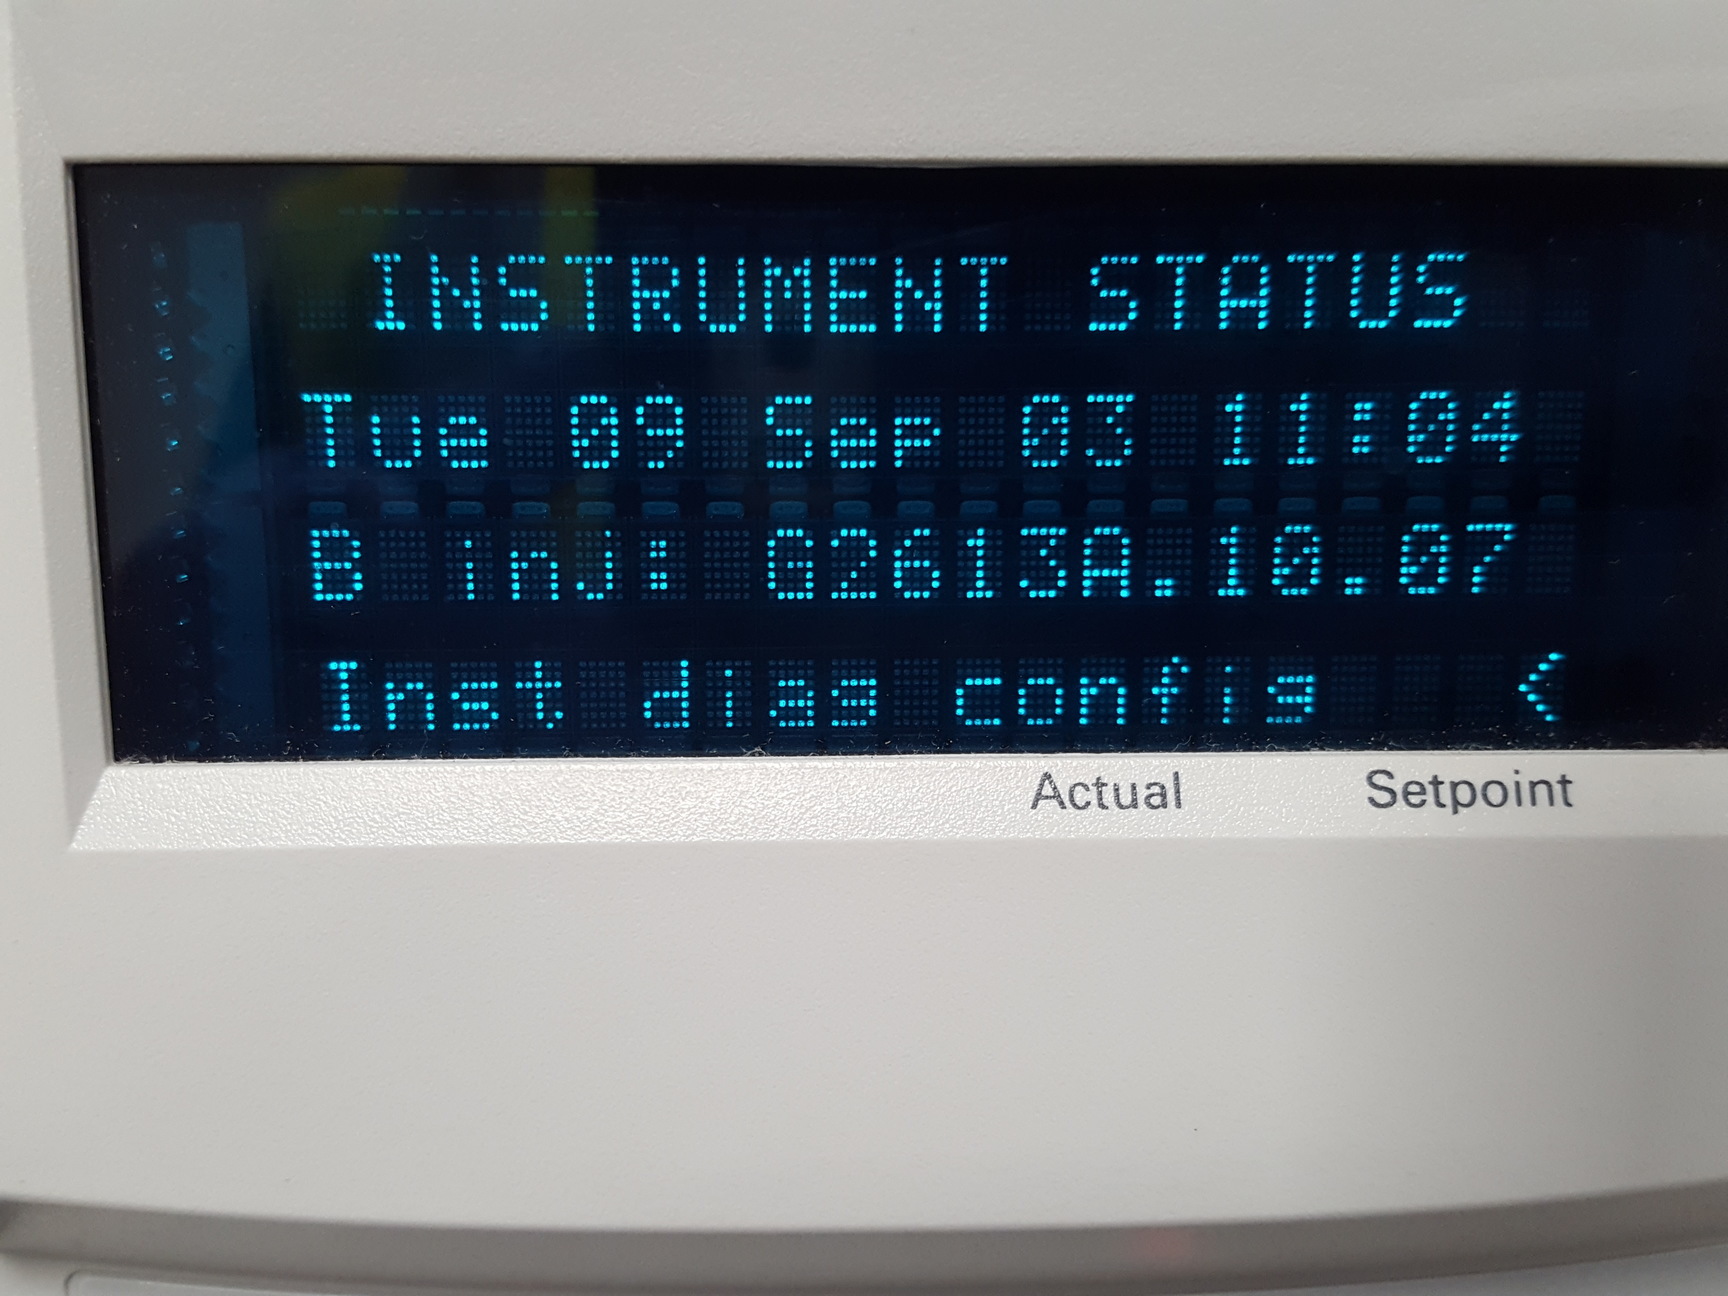 INSTRUMENT STATUS
Tue 09 Sep 03 11:04
B inj: G2613A.10.07
Inst diag config <
Actual Setpoint